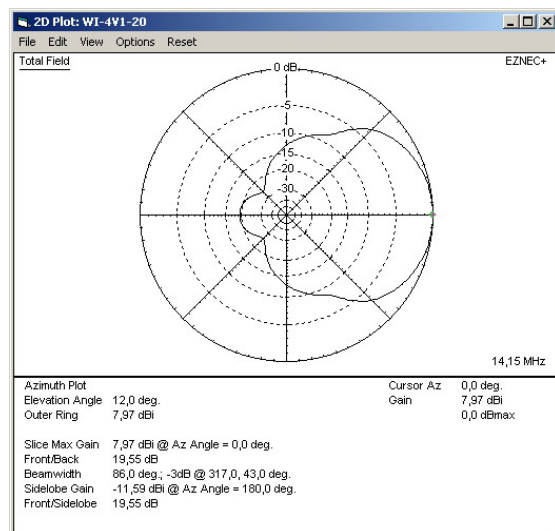 2D Plot: WI-4V1-20
File Edit View Options Reset
Total Field
EZNEC+
0 dB
-5
-10
-15
-20
-30
14,15 MHz
Azimuth Plot
Elevation Angle 12,0 deg.
Outer Ring 7,97 dBi
Cursor Az 0,0 deg.
Gain 7,97 dBi
0,0 dBmax
Slice Max Gain 7,97 dBi @ Az Angle = 0,0 deg.
Front/Back 19,55 dB
Beamwidth 86,0 deg.; -3dB @ 317,0, 43,0 deg.
Sidelobe Gain -11,59 dBi @ Az Angle = 180,0 deg.
Front/Sidelobe 19,55 dB